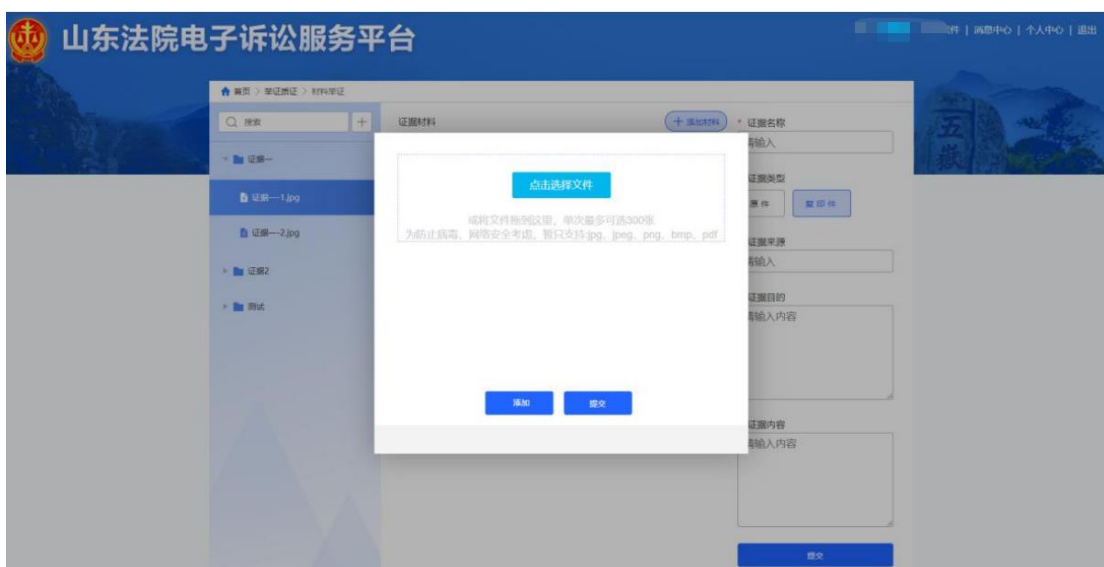 山东法院电子诉讼服务平台
件 | 消息中心 | 个人中心 | 退出
首页 > 举证质证 > 材料举证
搜索
+
证据材料
+ 添加材料
* 证据名称
请输入
证据一
证据类型
点击选择文件
证据一1.jpg
原件
复印件
或将文件拖到这里，单次最多可选300张
为防止病毒、网络安全考虑，暂只支持jpg、jpeg、png、bmp、pdf
证据一2.jpg
证据来源
请输入
证据2
证据目的
请输入内容
测试
添加
提交
证据内容
请输入内容
提交
五
嶽